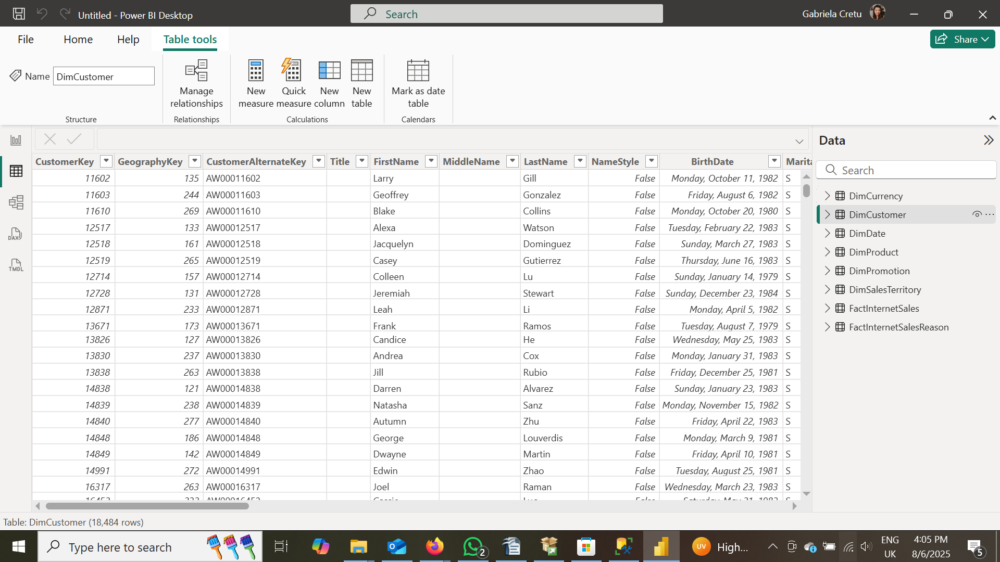 Untitled - Power BI Desktop
Search
Gabriela Cretu
File Home Help Table tools
Share
Name DimCustomer
Manage relationships
New measure
Quick measure
New column
New table
Mark as date table
Structure Relationships Calculations Calendars
Data
CustomerKey GeographyKey CustomerAlternateKey Title FirstName MiddleName LastName NameStyle BirthDate Marita
11602 135 AW00011602 Larry Gill False Monday, October 11, 1982 S
11603 244 AW00011603 Geoffrey Gonzalez False Friday, August 6, 1982 S
11610 269 AW00011610 Blake Collins False Monday, October 20, 1980 S
12517 133 AW00012517 Alexa Watson False Tuesday, February 22, 1983 S
12518 161 AW00012518 Jacquelyn Dominguez False Sunday, March 27, 1983 S
12519 265 AW00012519 Casey Gutierrez False Thursday, June 16, 1983 S
12714 157 AW00012714 Colleen Lu False Sunday, January 14, 1979 S
12728 131 AW00012728 Jeremiah Stewart False Sunday, December 23, 1984 S
12871 233 AW00012871 Leah Li False Monday, April 5, 1982 S
13671 173 AW00013671 Frank Ramos False Tuesday, August 7, 1979 S
13826 127 AW00013826 Candice He False Wednesday, May 25, 1983 S
13830 237 AW00013830 Andrea Cox False Monday, January 31, 1983 S
13838 263 AW00013838 Jill Rubio False Friday, December 25, 1981 S
14838 121 AW00014838 Darren Alvarez False Sunday, January 23, 1983 S
14839 238 AW00014839 Natasha Sanz False Monday, November 15, 1982 S
14840 277 AW00014840 Autumn Zhu False Friday, April 22, 1983 S
14848 186 AW00014848 George Louverdis False Monday, March 9, 1981 S
14849 142 AW00014849 Dwayne Martin False Friday, April 10, 1981 S
14991 272 AW00014991 Edwin Zhao False Tuesday, August 25, 1981 S
16317 263 AW00016317 Joel Raman False Wednesday, March 23, 1983 S
Search
DimCurrency
DimCustomer
DimDate
DimProduct
DimPromotion
DimSalesTerritory
FactInternetSales
FactInternetSalesReason
DAX
TMDL
Table: DimCustomer (18,484 rows)
Type here to search
2
UV
High...
ENG
UK
4:05 PM
8/6/2025
5